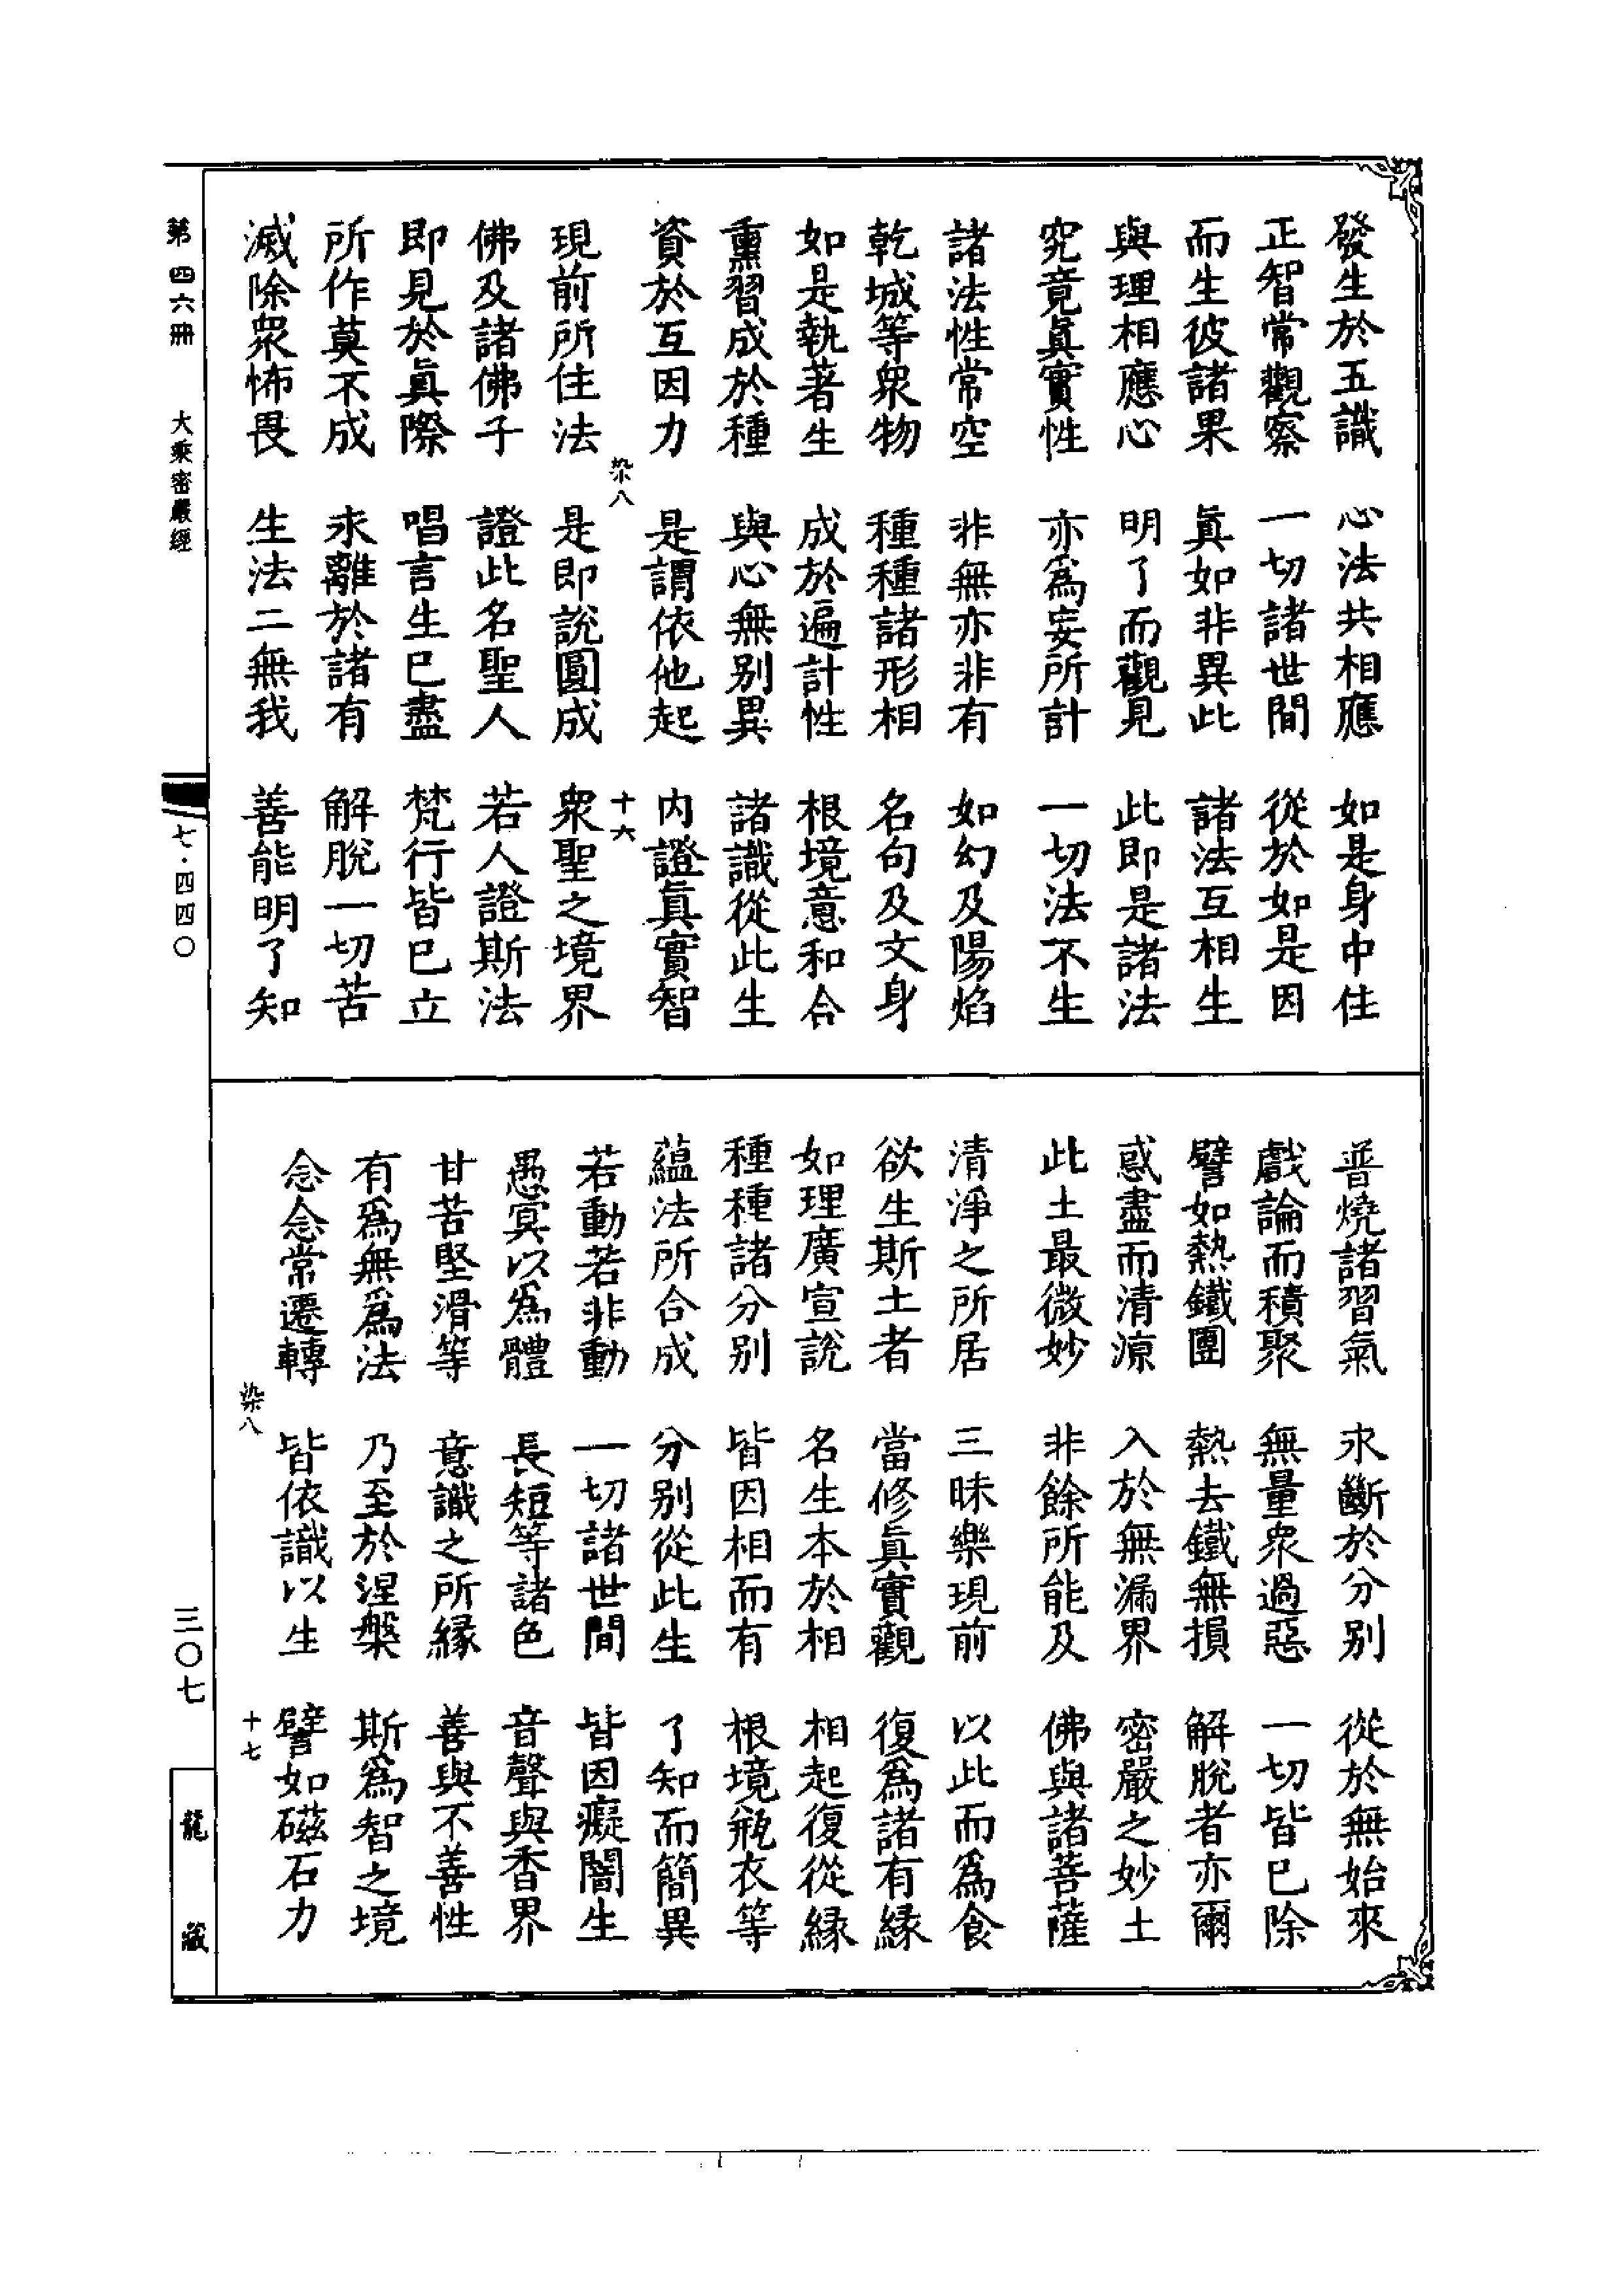 發生於五識　心法共相應　如是身中住
正智常觀察　一切諸世間　從於如是因
而生彼諸果　真如非異此　諸法互相生
與理相應心　明了而觀見　此即是諸法
究竟真實性　亦為妄所計　一切法不生
諸法性常空　非無亦非有　如幻及陽焰
乾城等眾物　種種諸形相　名句及文身
如是執著生　成於遍計性　根境意和合
熏習成於種　與心無別異　諸識從此生
資於互因力　是謂依他起　內證真實智
染八　十六
現前所住法　是即說圓成　眾聖之境界
佛及諸佛子　證此名聖人　若人證斯法
即見於真際　唱言生已盡　梵行皆已立
所作莫不成　永離於諸有　解脫一切苦
滅除眾怖畏　生法二無我　善能明了知
普燒諸習氣　永斷於分別　從於無始來
戲論而積聚　無量眾過惡　一切皆已除
譬如熱鐵團　熱去鐵無損　解脫者亦爾
惑盡而清涼　入於無漏界　密嚴之妙土
此土最微妙　非餘所能及　佛與諸菩薩
清淨之所居　三昧樂現前　以此而為食
欲生斯土者　當修真實觀　復為諸有緣
如理廣宣說　名生本於相　相起復從緣
種種諸分別　皆因相而有　根境瓶衣等
蘊法所合成　分別從此生　了知而簡異
若動若非動　一切諸世間　皆因癡闇生
愚冥以為體　長短等諸色　音聲與香界
甘苦堅滑等　意識之所緣　善與不善性
有為無為法　乃至於涅槃　斯為智之境
念念常遷轉　皆依識以生　譬如磁石力
染八　十七
第四六冊　大乘密嚴經　七·四四〇　三〇七　龍藏